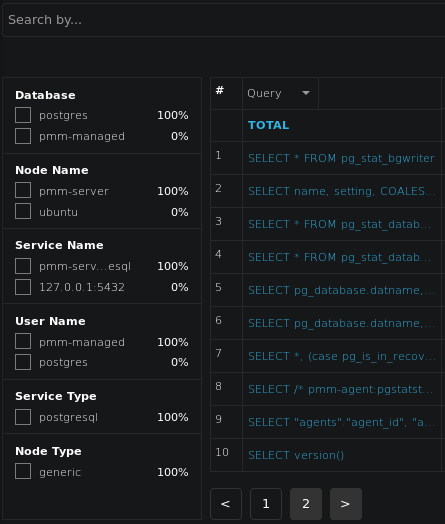 Search by...
Database
postgres 100%
pmm-managed 0%
Node Name
pmm-server 100%
ubuntu 0%
Service Name
pmm-serv...esql 100%
127.0.0.1:5432 0%
User Name
pmm-managed 100%
postgres 0%
Service Type
postgresql 100%
Node Type
generic 100%
# Query
TOTAL
1 SELECT * FROM pg_stat_bgwriter
2 SELECT name, setting, COALES...
3 SELECT * FROM pg_stat_datab...
4 SELECT * FROM pg_stat_datab...
5 SELECT pg_database.datname,...
6 SELECT pg_database.datname,...
7 SELECT *, (case pg_is_in_recov...
8 SELECT /* pmm-agent:pgstatst...
9 SELECT "agents"."agent_id", "a...
10 SELECT version()
< 1 2 >